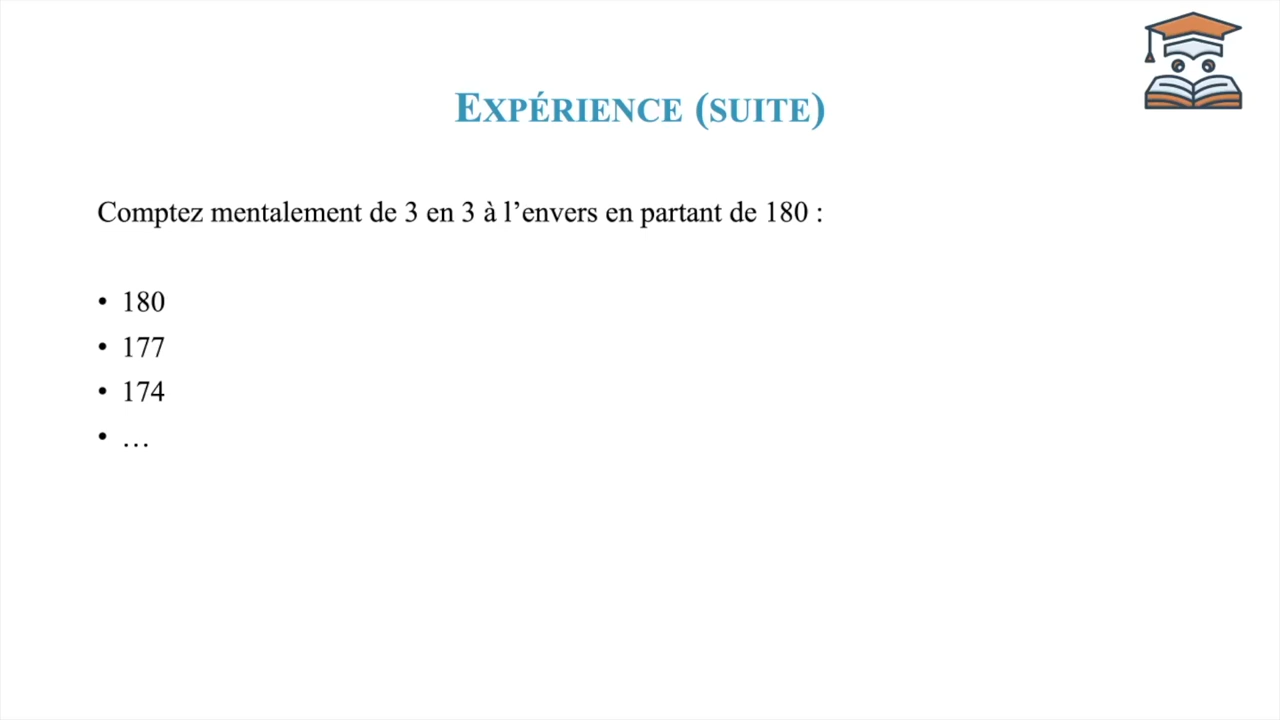 EXPÉRIENCE (SUITE)
Comptez mentalement de 3 en 3 à l’envers en partant de 180 :
• 180
• 177
• 174
• …